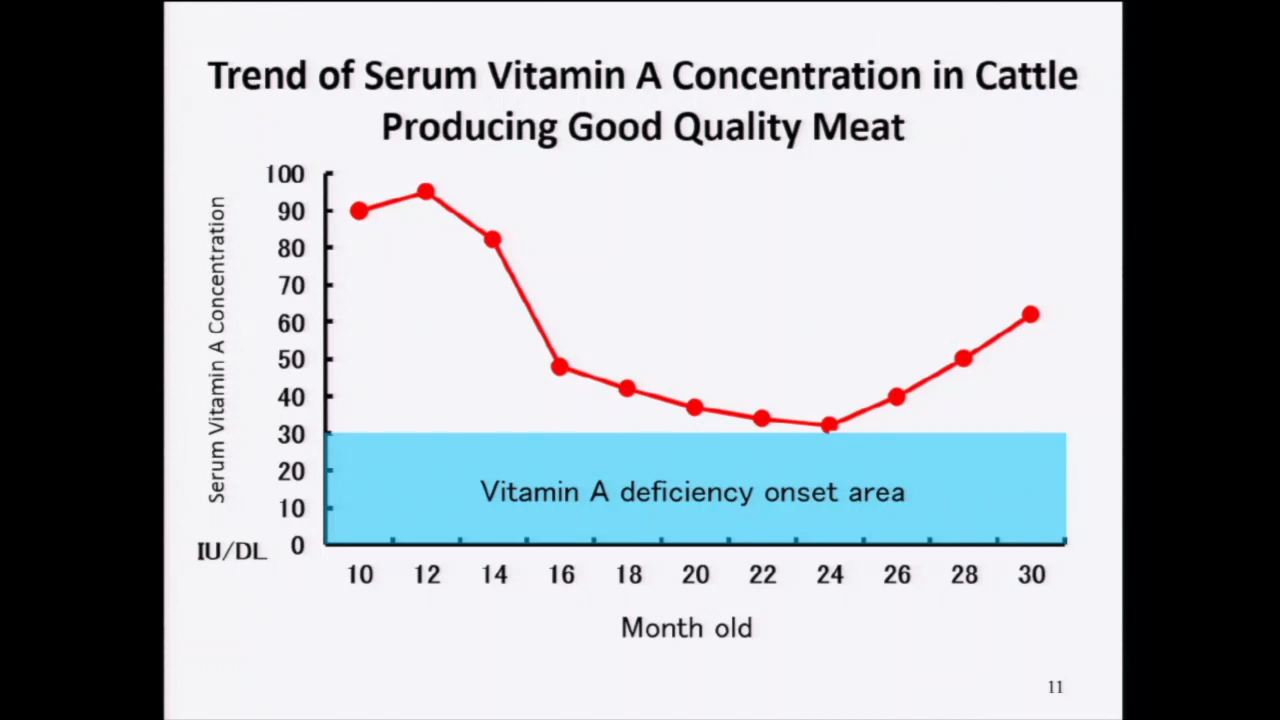 Trend of Serum Vitamin A Concentration in Cattle
Producing Good Quality Meat
Serum Vitamin A Concentration
100
90
80
70
60
50
40
30
20
10
0
IU/DL
Vitamin A deficiency onset area
10 12 14 16 18 20 22 24 26 28 30
Month old
11